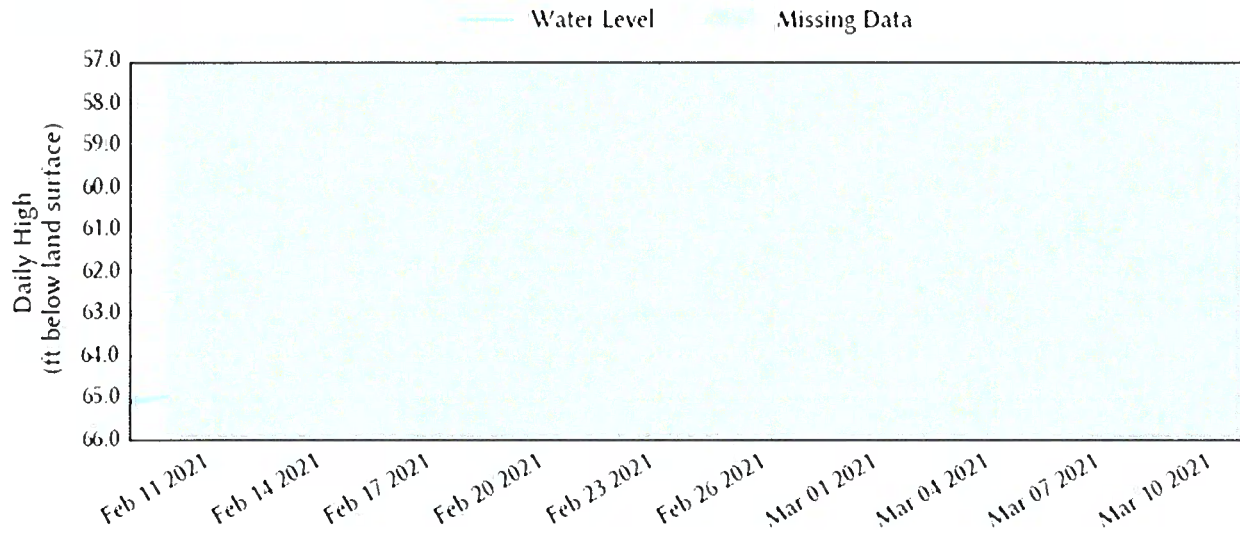 Water Level Missing Data
Daily High
(ft below land surface)
57.0
58.0
59.0
60.0
61.0
62.0
63.0
64.0
65.0
66.0
Feb 11 2021
Feb 14 2021
Feb 17 2021
Feb 20 2021
Feb 23 2021
Feb 26 2021
Mar 01 2021
Mar 04 2021
Mar 07 2021
Mar 10 2021